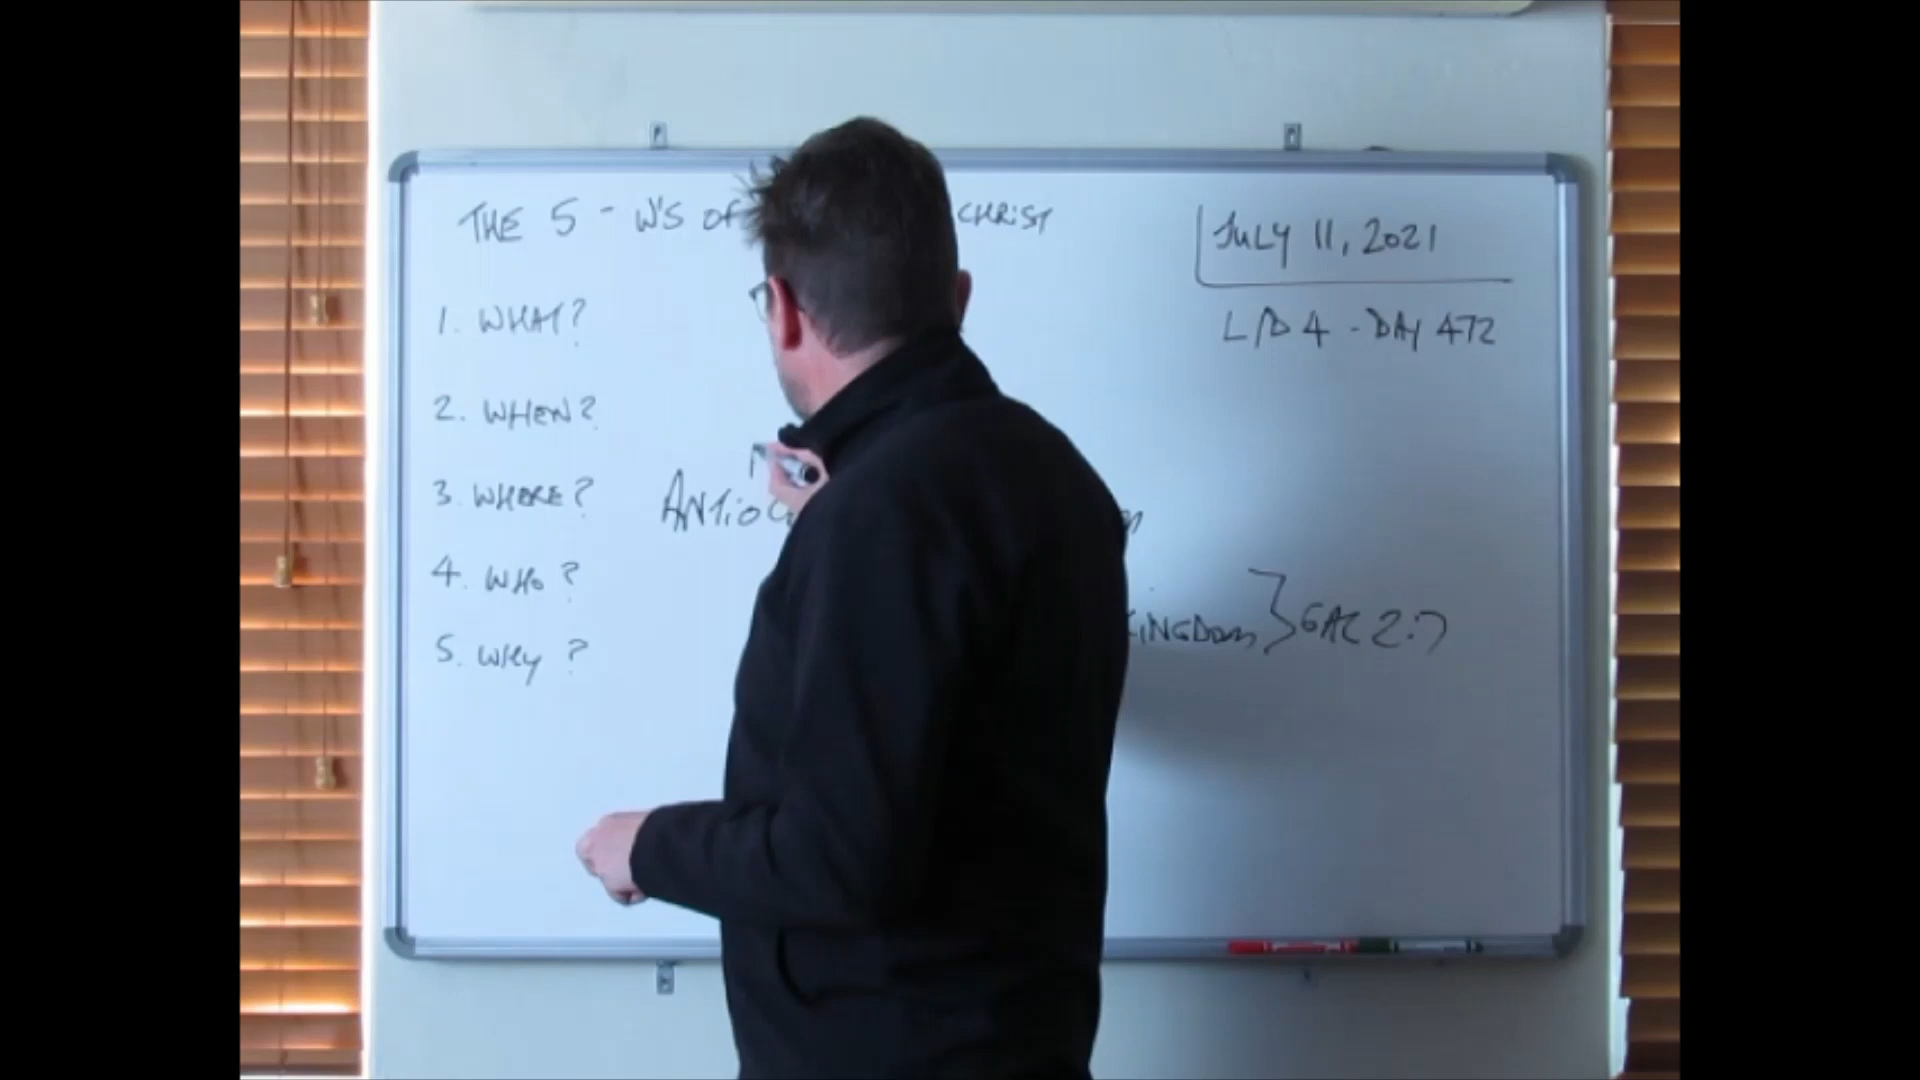 THE 5 - W'S OF CHRIST
JULY 11, 2021
L/D 4 - DAY 472
1. WHAT?
2. WHEN?
3. WHERE?
4. WHO?
5. WHY?
KINGDOM } GAL 2:7